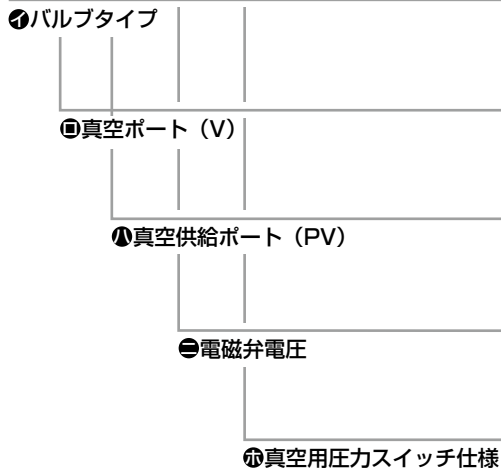 ㋑バルブタイプ
㋺真空ポート（V）
㋩真空供給ポート（PV）
㋥電磁弁電圧
㋭真空用圧力スイッチ仕様